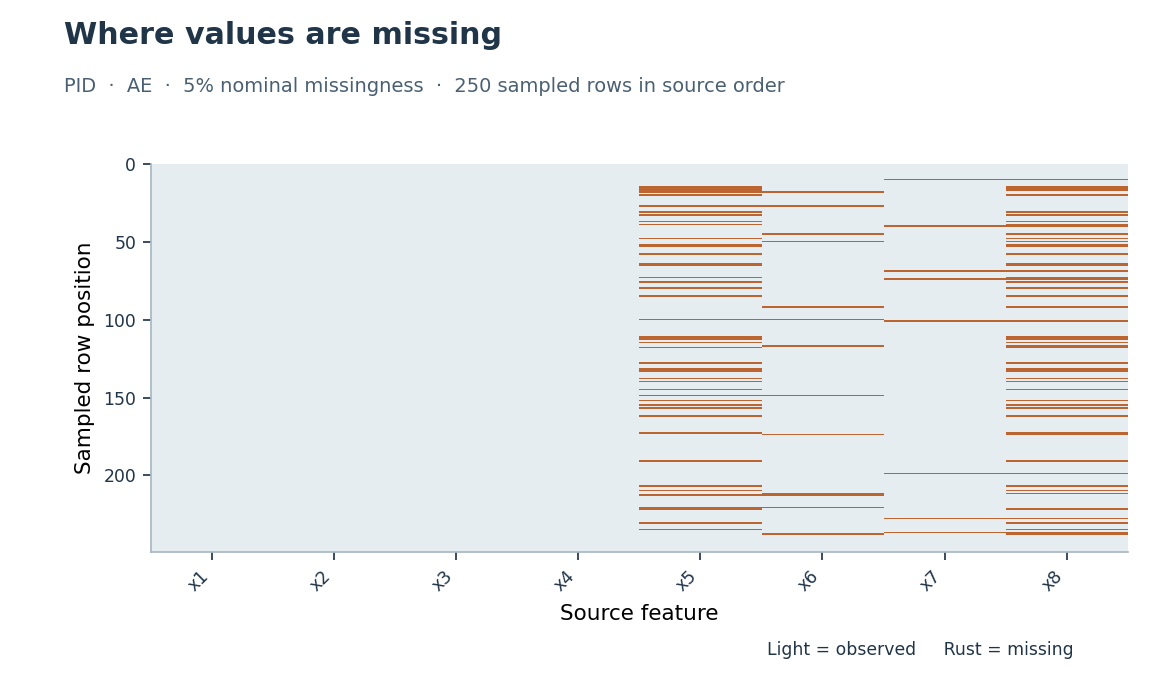 Where values are missing
PID · AE · 5% nominal missingness · 250 sampled rows in source order
0
50
100
150
200
Sampled row position
x1 x2 x3 x4 x5 x6 x7 x8
Source feature
Light = observed Rust = missing